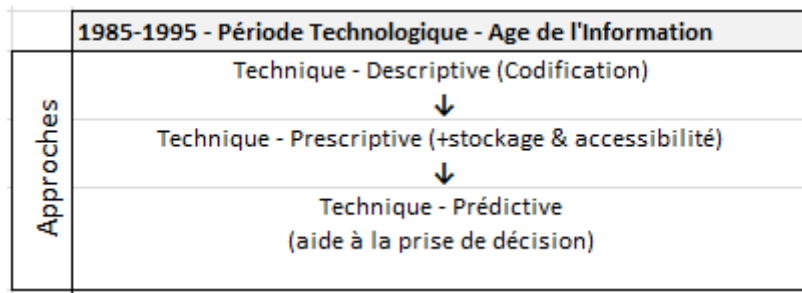 1985-1995 - Période Technologique - Age de l'Information
Approches
Technique - Descriptive (Codification)
↓
Technique - Prescriptive (+stockage & accessibilité)
↓
Technique - Prédictive
(aide à la prise de décision)